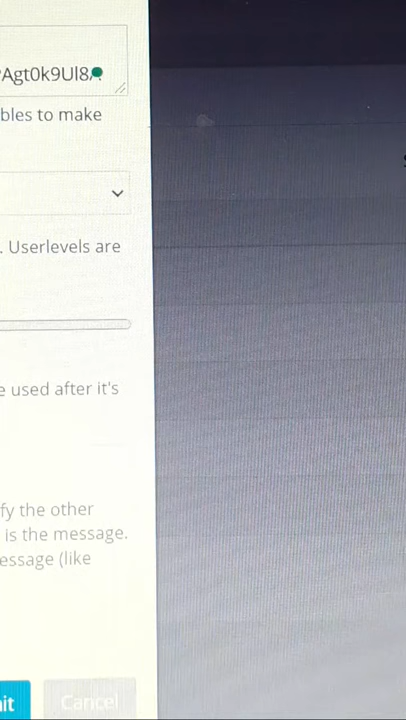 Agt0k9Ul8
bles to make
. Userlevels are
e used after it's
fy the other
is the message.
essage (like
it
Cancel